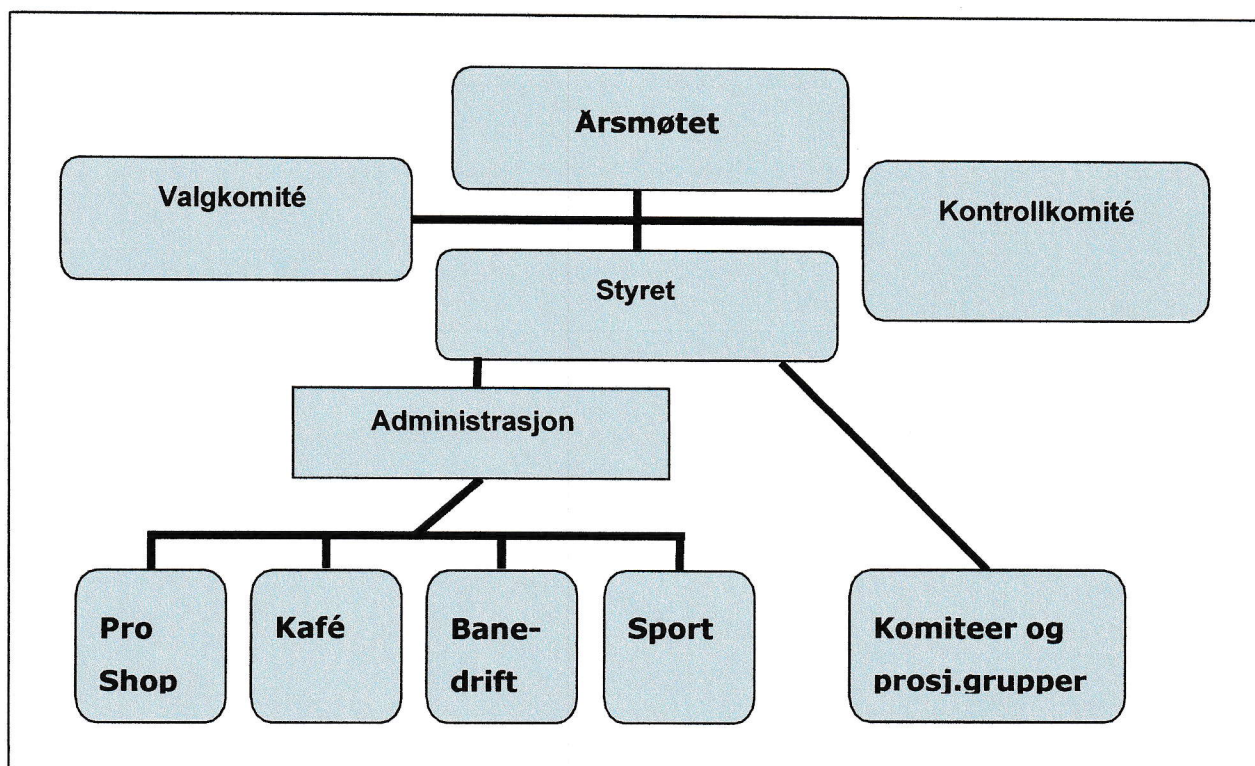 Årsmøtet
Valgkomité
Kontrollkomité
Styret
Administrasjon
Pro
Shop
Kafé
Bane-
drift
Sport
Komiteer og
prosj.grupper